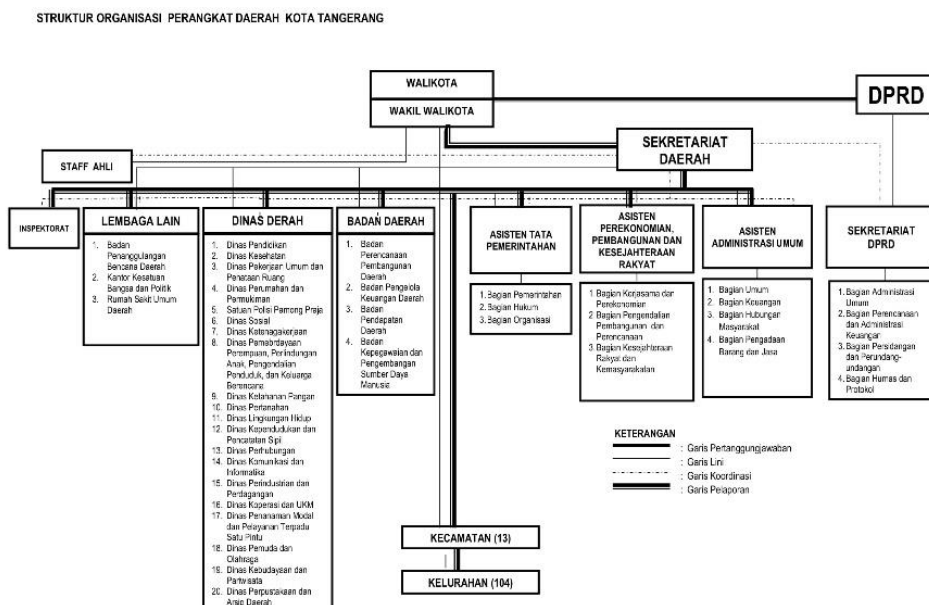 STRUKTUR ORGANISASI PERANGKAT DAERAH KOTA TANGERANG
WALIKOTA
WAKIL WALIKOTA
DPRD
SEKRETARIAT
DAERAH
STAFF AHLI
INSPEKTORAT
LEMBAGA LAIN
1. Badan
Penanggulangan
Bencana Daerah
2. Kantor Kesatuan
Bangsa dan Politik
3. Rumah Sakit Umum
Daerah
DINAS DERAH
1. Dinas Pendidikan
2. Dinas Kesehatan
3. Dinas Pekerjaan Umum dan
Penataan Ruang
4. Dinas Perumahan dan
Permukiman
5. Satuan Polisi Pamong Praja
6. Dinas Sosial
7. Dinas Ketenagakerjaan
8. Dinas Pemebrdayaan
Perempuan, Perlindungan
Anak, Pengendalian
Penduduk, dan Keluarga
Berencana
9. Dinas Ketahanan Pangan
10. Dinas Pertanahan
11. Dinas Lingkungan Hidup
12. Dinas Kependudukan dan
Pencatatan Sipil
13. Dinas Perhubungan
14. Dinas Komunikasi dan
Informatika
15. Dinas Perindustrian dan
Perdagangan
16. Dinas Koperasi dan UKM
17. Dinas Penanaman Modal
dan Pelayanan Terpadu
Satu Pintu
18. Dinas Pemuda dan
Olahraga
19. Dinas Kebudayaan dan
Pariwisata
20. Dinas Perpustakaan dan
Arsip Daerah
BADAN DAERAH
1. Badan
Perencanaan
Pembangunan
Daerah
2. Badan Pengelola
Keuangan Daerah
3. Badan
Pendapatan
Daerah
4. Badan
Kepegawaian dan
Pengembangan
Sumber Daya
Manusia
ASISTEN TATA
PEMERINTAHAN
1. Bagian Pemerintahan
2. Bagian Hukum
3. Bagian Organisasi
ASISTEN
PEREKONOMIAN,
PEMBANGUNAN DAN
KESEJAHTERAAN
RAKYAT
1. Bagian Kerjasama dan
Perekonomian
2. Bagian Pengendalian
Pembangunan dan
Perencanaan
3. Bagian Kesejahteraan
Rakyat dan
Kemasyarakatan
ASISTEN
ADMINISTRASI UMUM
1. Bagian Umum
2. Bagian Keuangan
3. Bagian Hubungan
Masyarakat
4. Bagian Pengadaan
Barang dan Jasa
SEKRETARIAT
DPRD
1. Bagian Administrasi
Umum
2. Bagian Perencanaan
dan Administrasi
Keuangan
3. Bagian Persidangan
dan Perundang-
undangan
4. Bagian Humas dan
Protokol
KETERANGAN
: Garis Pertanggungjawaban
: Garis Lini
: Garis Koordinasi
: Garis Pelaporan
KECAMATAN (13)
KELURAHAN (104)